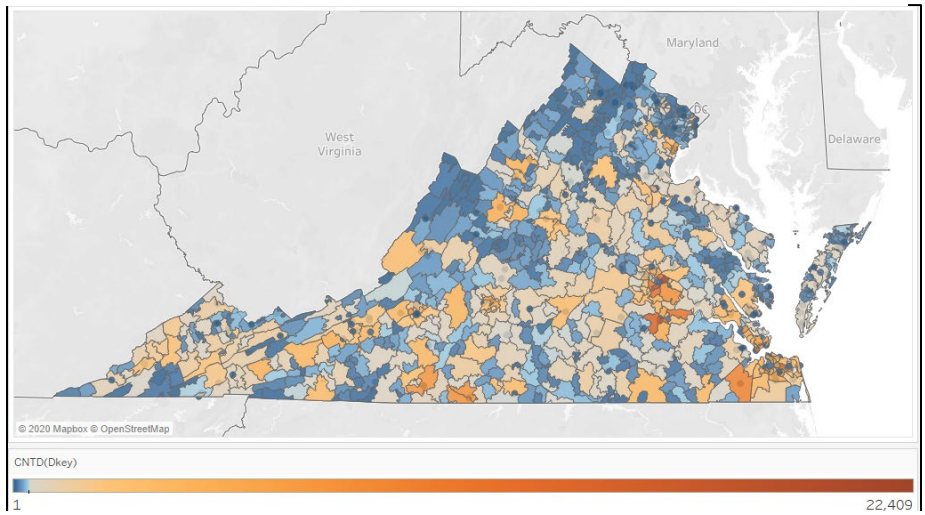 Maryland
DC
West
Virginia
Delaware
© 2020 Mapbox © OpenStreetMap
CNTD(Dkey)
1
22,409